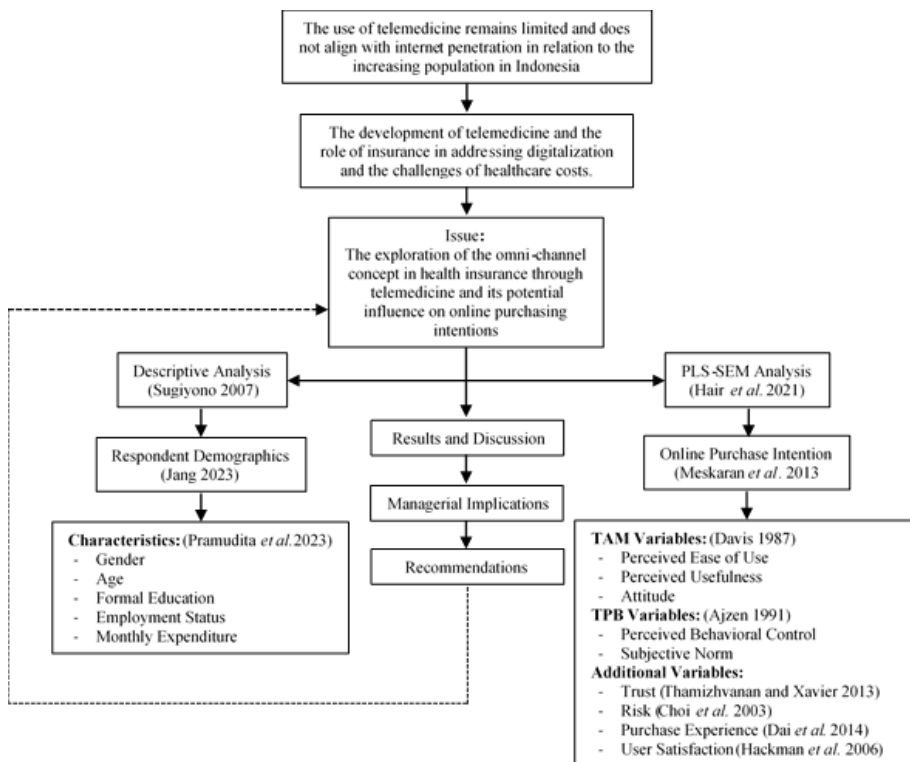 The use of telemedicine remains limited and does
not align with internet penetration in relation to the
increasing population in Indonesia
The development of telemedicine and the
role of insurance in addressing digitalization
and the challenges of healthcare costs.
Issue:
The exploration of the omni-channel
concept in health insurance through
telemedicine and its potential
influence on online purchasing
intentions
Descriptive Analysis
(Sugiyono 2007)
Respondent Demographics
(Jang 2023)
Characteristics: (Pramudita et al.2023)
- Gender
- Age
- Formal Education
- Employment Status
- Monthly Expenditure
Results and Discussion
Managerial Implications
Recommendations
PLS-SEM Analysis
(Hair et al. 2021)
Online Purchase Intention
(Meskaran et al. 2013
TAM Variables: (Davis 1987)
- Perceived Ease of Use
- Perceived Usefulness
- Attitude
TPB Variables: (Ajzen 1991)
- Perceived Behavioral Control
- Subjective Norm
Additional Variables:
- Trust (Thamizhvanan and Xavier 2013)
- Risk (Choi et al. 2003)
- Purchase Experience (Dai et al. 2014)
- User Satisfaction (Hackman et al. 2006)